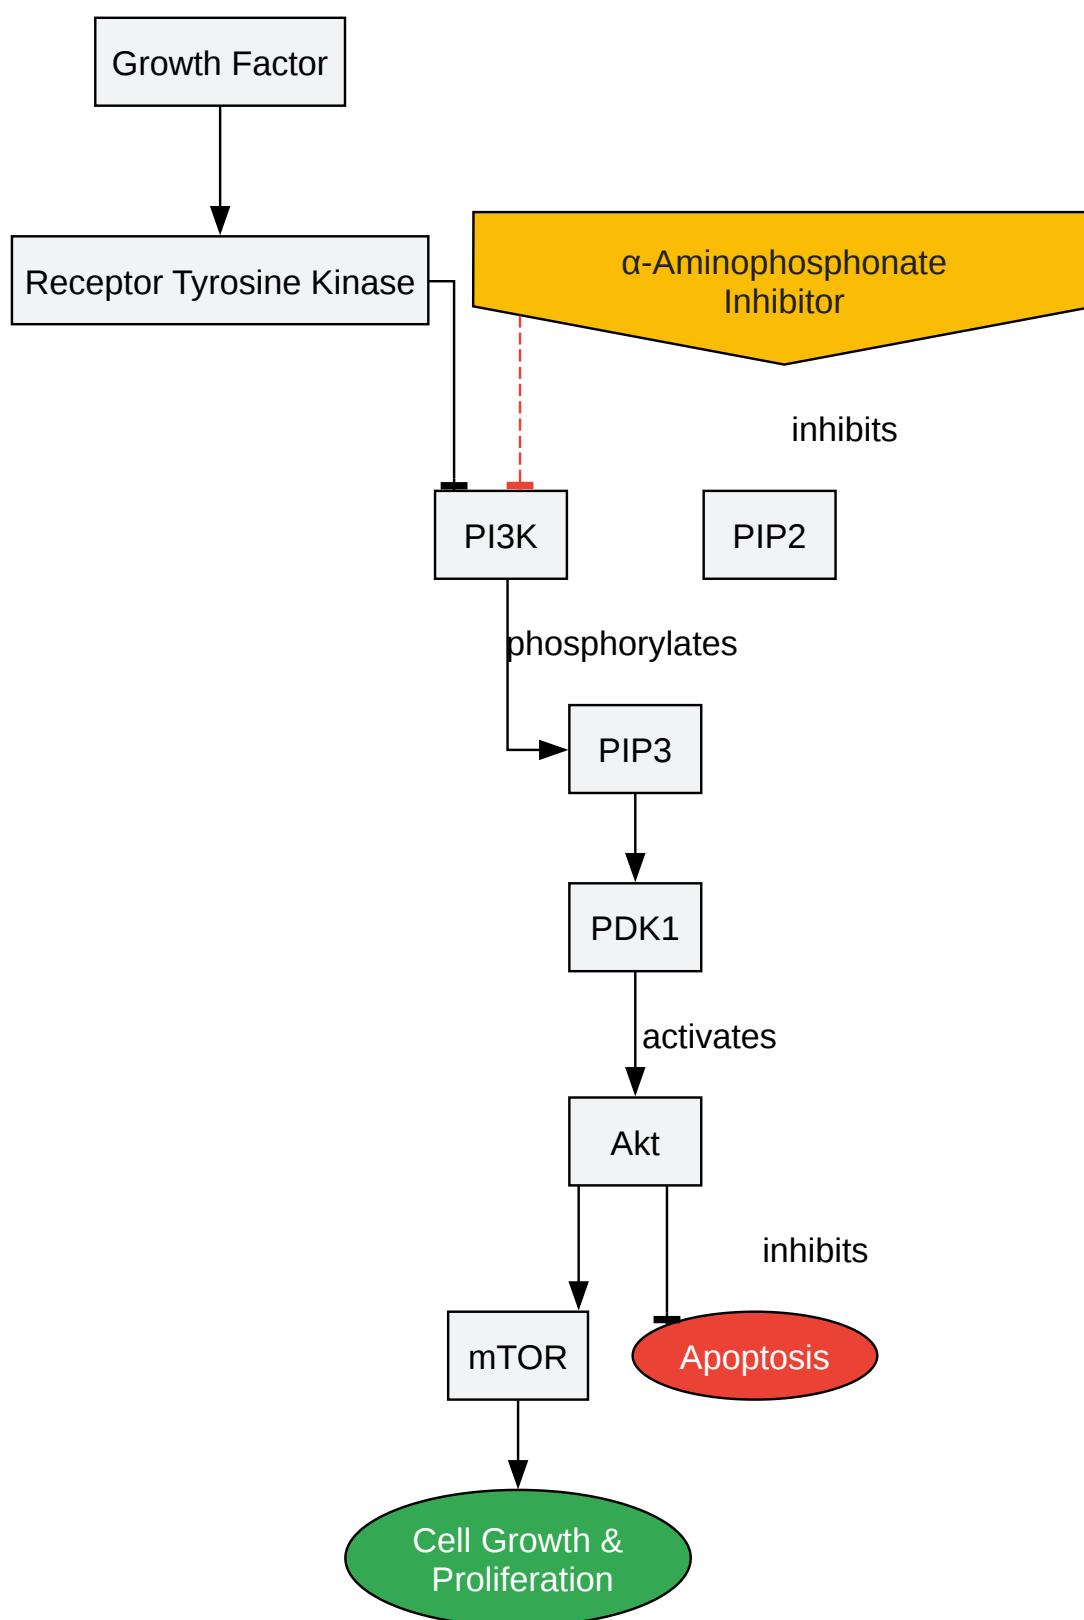 Growth Factor
Receptor Tyrosine Kinase
α-Aminophosphonate
Inhibitor
inhibits
PI3K
PIP2
phosphorylates
PIP3
PDK1
activates
Akt
inhibits
mTOR
Apoptosis
Cell Growth &
Proliferation